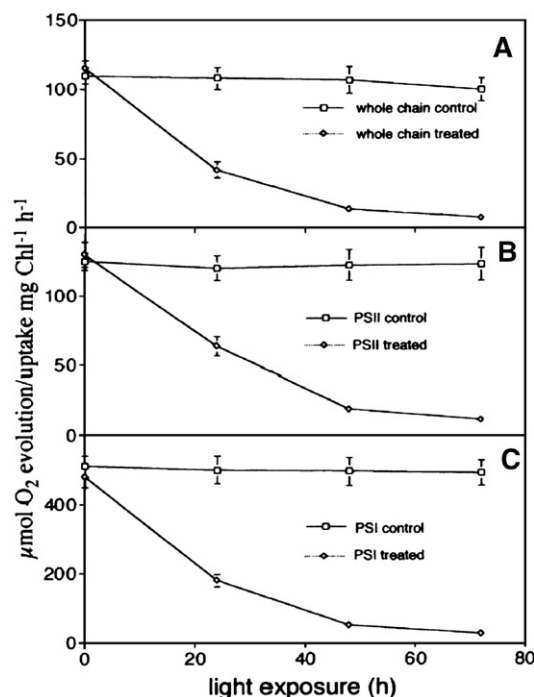 150
A
100
whole chain control
whole chain treated
50
0
B
100
PSII control
PSII treated
50
0
C
400
PSI control
PSI treated
200
0
0 20 40 60 80
light exposure (h)
μmol O₂ evolution/uptake mg Chl⁻¹ h⁻¹